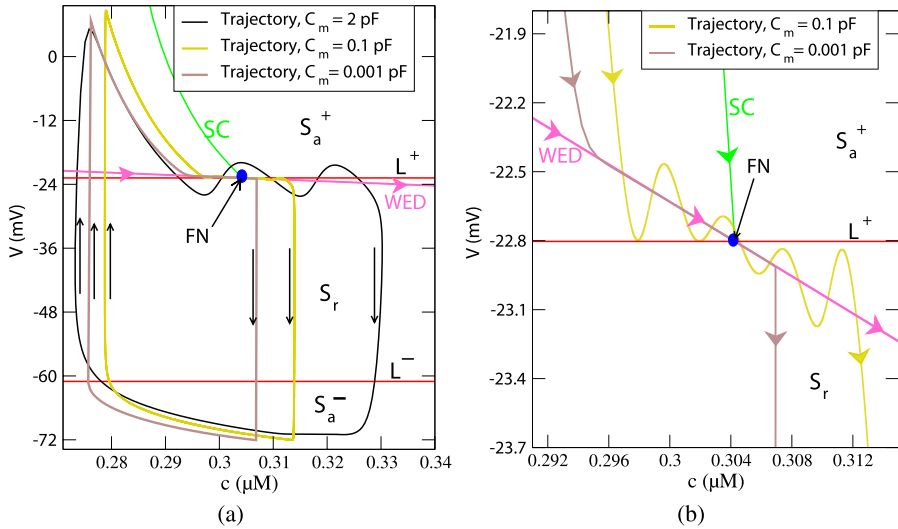 Trajectory, C_m = 2 pF
Trajectory, C_m = 0.1 pF
Trajectory, C_m = 0.001 pF
V (mV)
0
-12
-24
-36
-48
-60
-72
SC
S_a^+
L^+
WED
FN
S_r
L^-
S_a^-
0.28
0.29
0.3
0.31
0.32
0.33
0.34
c (μM)
(a)
Trajectory, C_m = 0.1 pF
Trajectory, C_m = 0.001 pF
V (mV)
-21.9
-22.2
-22.5
-22.8
-23.1
-23.4
-23.7
SC
S_a^+
WED
FN
L^+
S_r
0.292
0.296
0.3
0.304
0.308
0.312
c (μM)
(b)